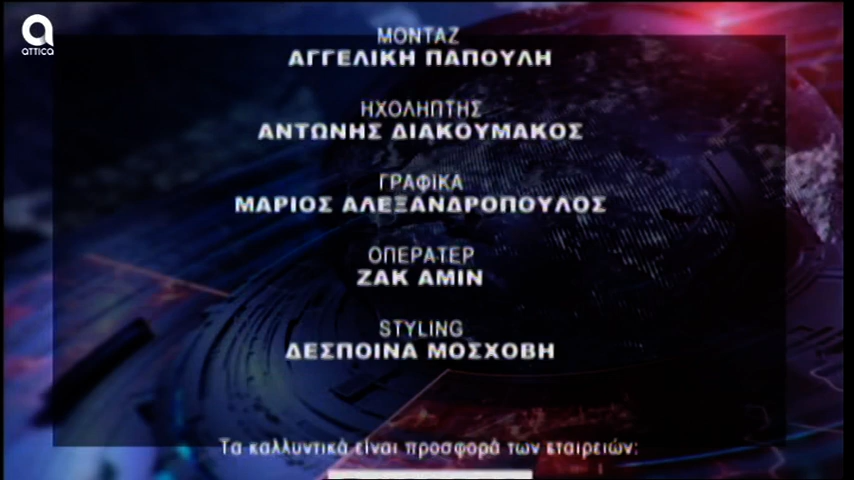 attica
ΜΟΝΤΑΖ
ΑΓΓΕΛΙΚΗ ΠΑΠΟΥΛΗ
ΗΧΟΛΗΠΤΗΣ
ΑΝΤΩΝΗΣ ΔΙΑΚΟΥΜΑΚΟΣ
ΓΡΑΦΙΚΑ
ΜΑΡΙΟΣ ΑΛΕΞΑΝΔΡΟΠΟΥΛΟΣ
ΟΠΕΡΑΤΕΡ
ΖΑΚ ΑΜΙΝ
STYLING
ΔΕΣΠΟΙΝΑ ΜΟΣΧΟΒΗ
Τα καλλυντικά είναι προσφορά των εταιρειών: